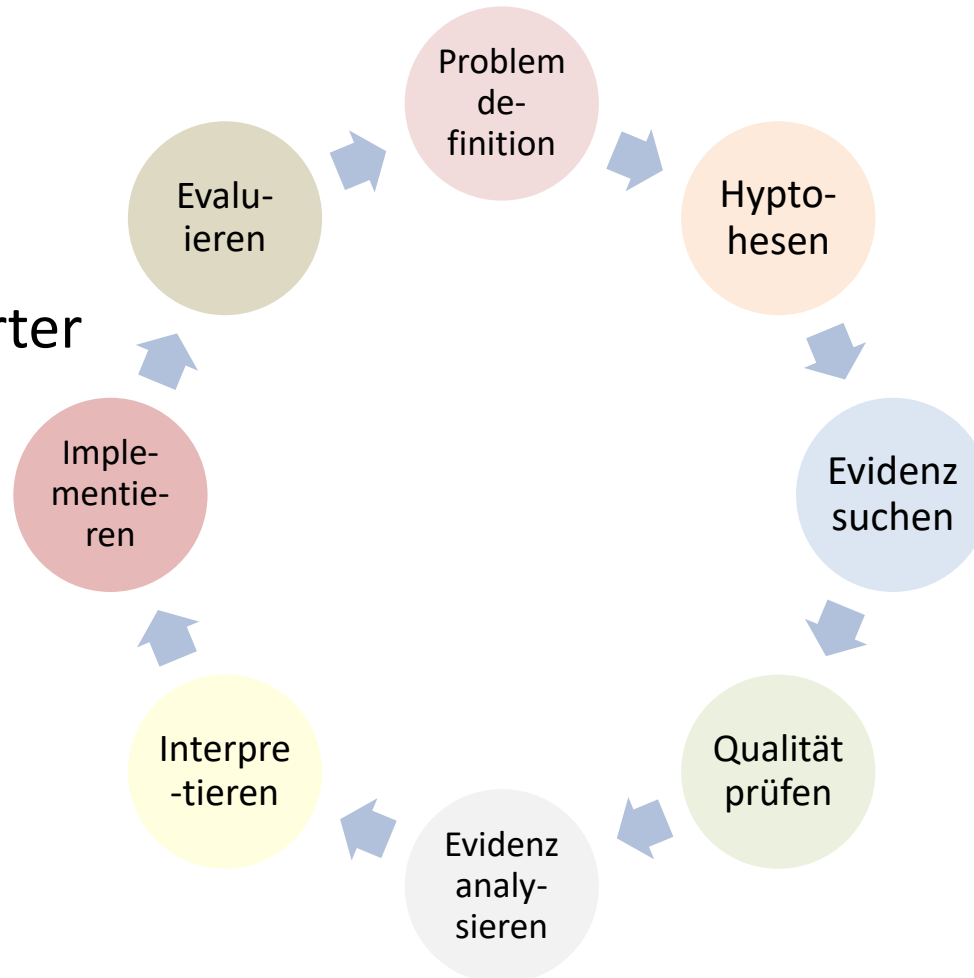 Problem
de-
finition
Hypto-
hesen
Evidenz
suchen
Qualität
prüfen
Evidenz
analy-
sieren
Interpre
-tieren
Imple-
mentie-
ren
Evalu-
ieren
rter